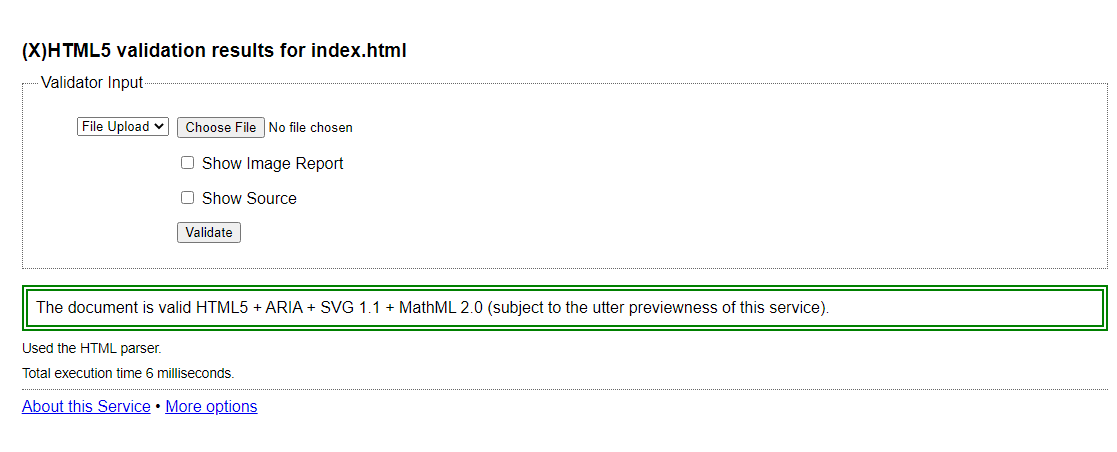 (X)HTML5 validation results for index.html
Validator Input
File Upload Choose File No file chosen
Show Image Report
Show Source
Validate
The document is valid HTML5 + ARIA + SVG 1.1 + MathML 2.0 (subject to the utter previewness of this service).
Used the HTML parser.
Total execution time 6 milliseconds.
About this Service • More options